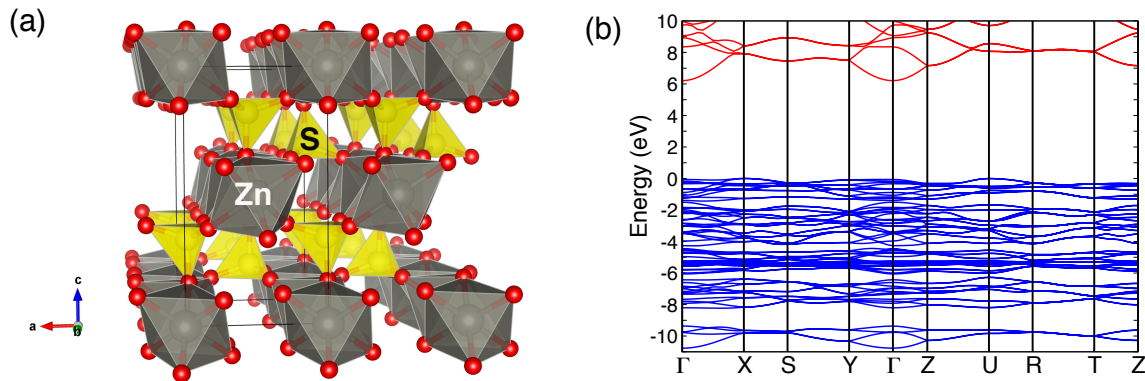 (a)
S
Zn
c
a
b
(b)
Energy (eV)
10
8
6
4
2
0
-2
-4
-6
-8
-10
Γ X S Y Γ Z U R T Z